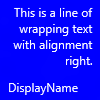 This is a line of
wrapping text
with alignment
right.
DisplayName